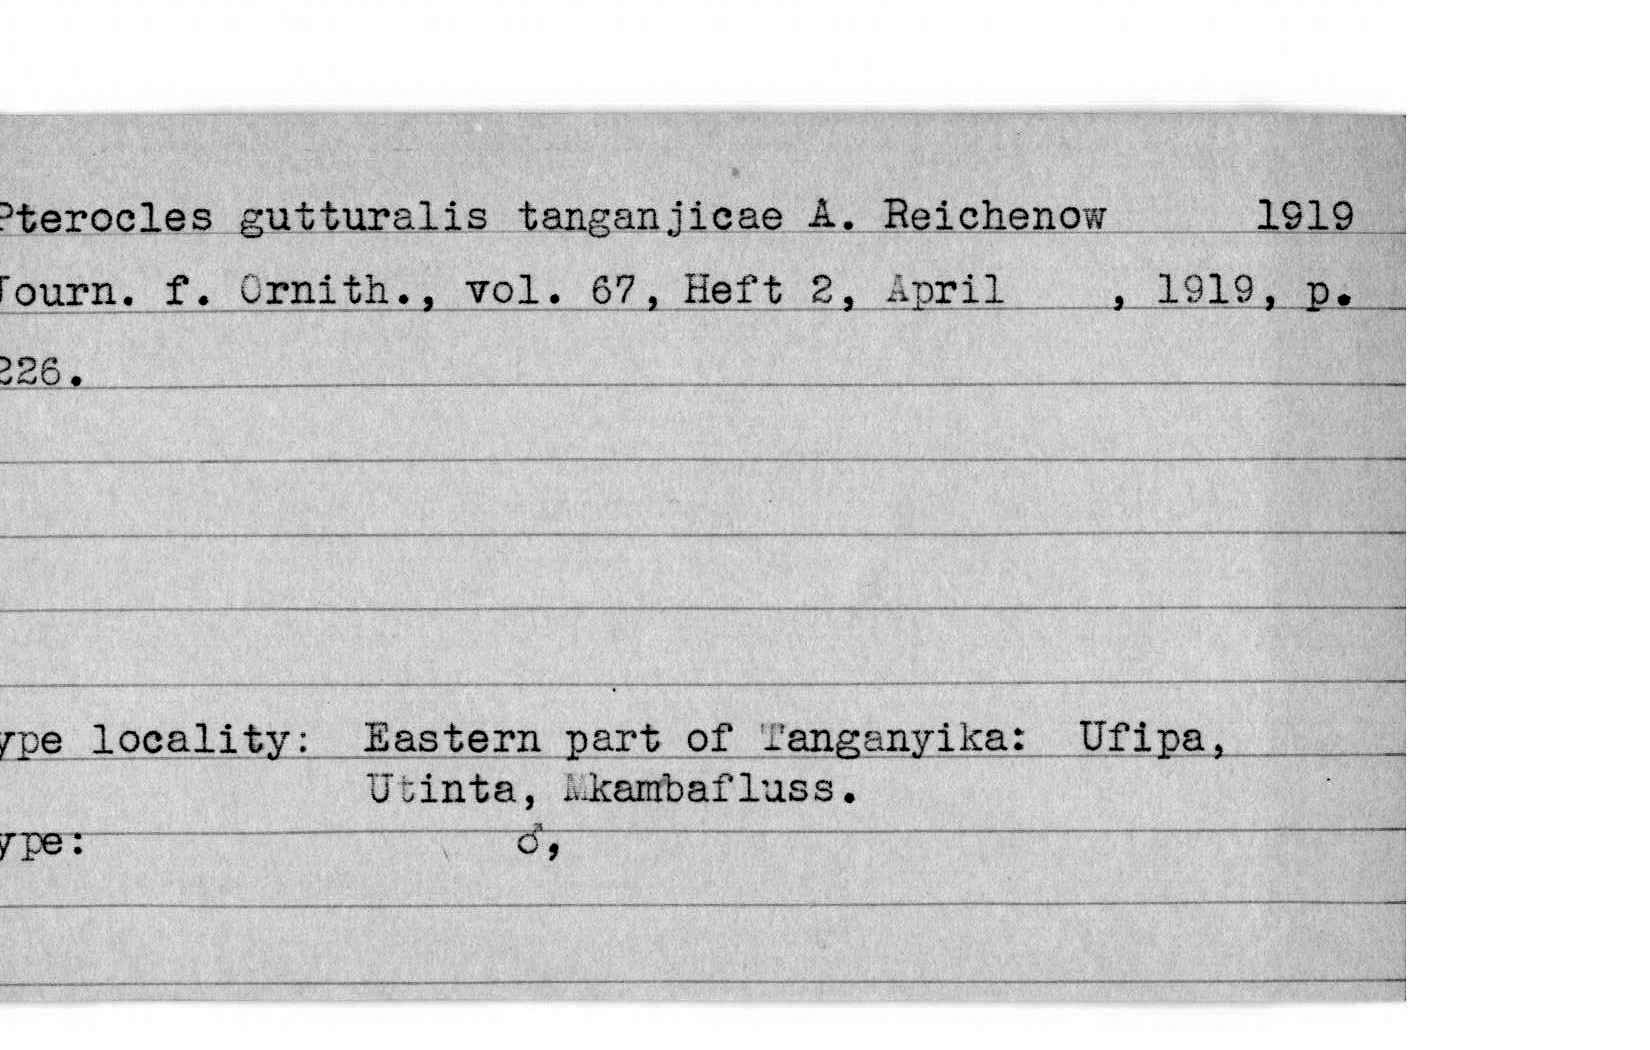 Pterocles gutturalis tanganjicae A. Reichenow 1919
Journ. f. Ornith., vol. 67, Heft 2, April , 1919, p.
226.
ype locality: Eastern part of Tanganyika: Ufipa,
Utinta, Mkambafluss.
ype: ♂,